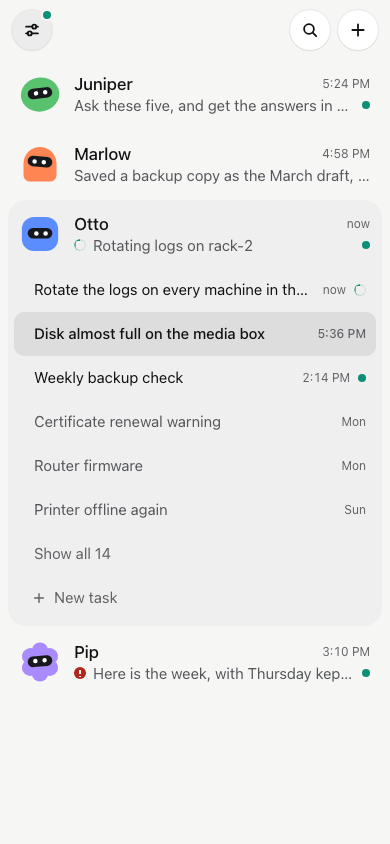 Juniper 5:24 PM
Ask these five, and get the answers in ...
Marlow 4:58 PM
Saved a backup copy as the March draft, ...
Otto now
Rotating logs on rack-2
Rotate the logs on every machine in th... now
Disk almost full on the media box 5:36 PM
Weekly backup check 2:14 PM
Certificate renewal warning Mon
Router firmware Mon
Printer offline again Sun
Show all 14
+ New task
Pip 3:10 PM
Here is the week, with Thursday kep...